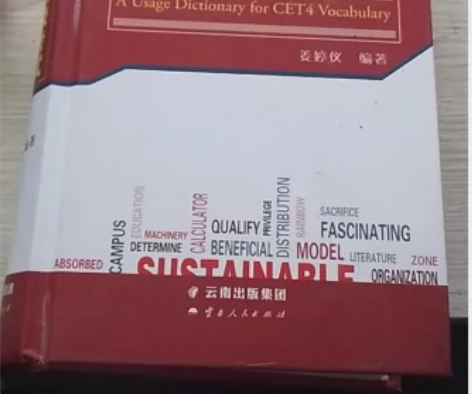 A Usage Dictionary for CET4 Vocabulary
姜婷仪 编著
SACRIFICE
EDUCATION
CALCULATOR
PRIVILEGE
DISTRIBUTION
RAINBOW
CAMPUS
MACHINERY
QUALIFY
FASCINATING
DETERMINE
BENEFICIAL
MODEL
LITERATURE
ZONE
ABSORBED
SUSTAINABLE
ORGANIZATION
云南出版集团
云南人民出版社